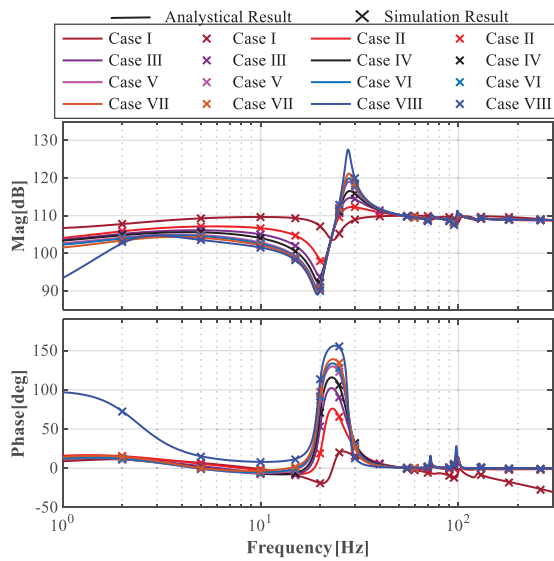 Analytical Result × Simulation Result
Case I × Case I Case II × Case II
Case III × Case III Case IV × Case IV
Case V × Case V Case VI × Case VI
Case VII × Case VII Case VIII × Case VIII
130
120
110
100
90
Mag[dB]
150
100
50
0
-50
Phase[deg]
10^0 10^1 10^2
Frequency[Hz]